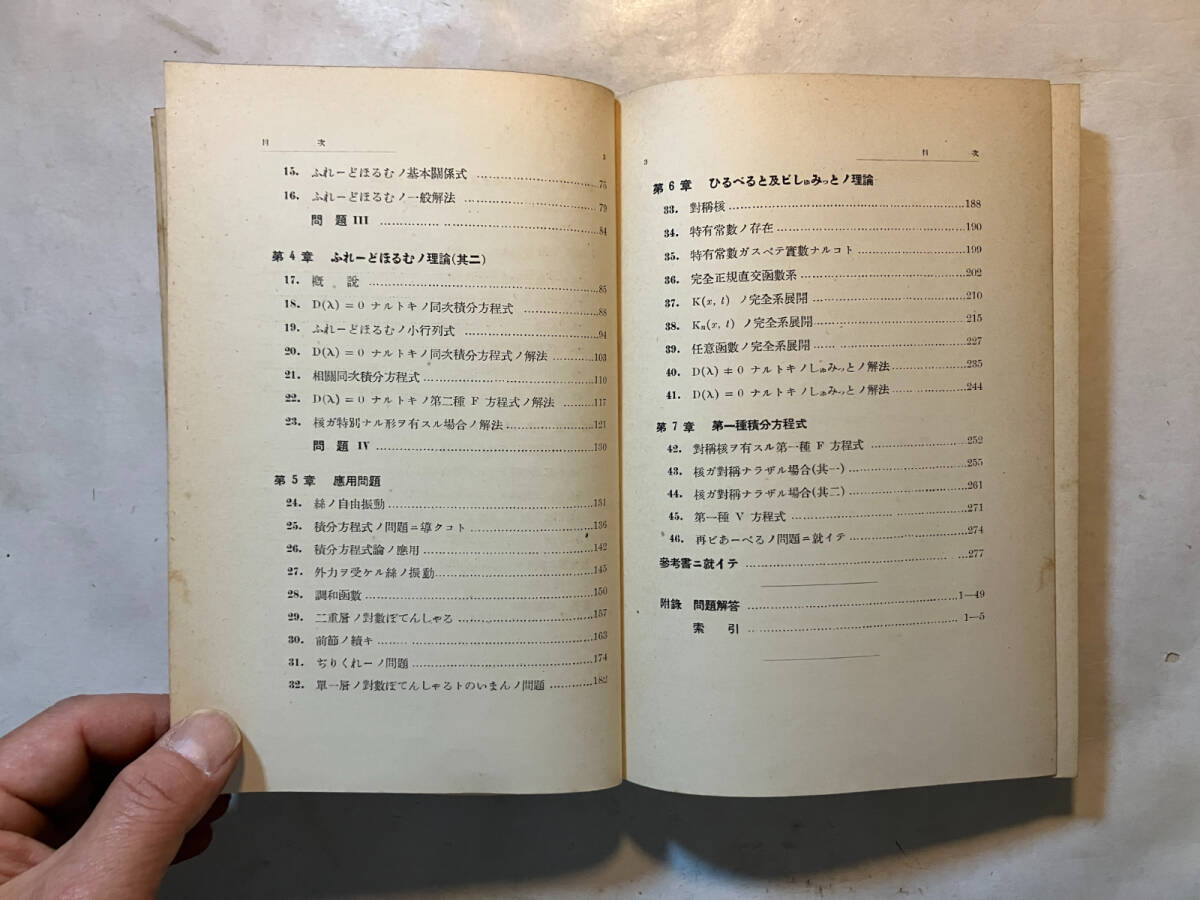 目 次
15. ふれーどほるむノ基本關係式 75
16. ふれーどほるむノ一般解法 79
問 題 III 84
第4章 ふれーどほるむノ理論(其二)
17. 概 說 85
18. D(λ)=0 ナルトキノ同次積分方程式 88
19. ふれーどほるむノ小行列式 94
20. D(λ)=0 ナルトキノ同次積分方程式ノ解法 103
21. 相關同次積分方程式 110
22. D(λ)=0 ナルトキノ第二種 F 方程式ノ解法 117
23. 核ガ特別ナル形ヲ有スル場合ノ解法 121
問 題 IV 130
第5章 應用問題
24. 絲ノ自由振動 131
25. 積分方程式ノ問題ニ導クコト 136
26. 積分方程式論ノ應用 142
27. 外力ヲ受ケル絲ノ振動 145
28. 調和函數 150
29. 二重層ノ對數ぽてんしゃる 157
30. 前節ノ續キ 163
31. ぢりくれーノ問題 174
32. 單一層ノ對數ぽてんしゃるトのいまんノ問題 182
3 目 次
第6章 ひるべると及ビしゅみっとノ理論
33. 對稱核 188
34. 特有常數ノ存在 190
35. 特有常數ガスベテ實數ナルコト 199
36. 完全正規直交函數系 202
37. K(x, t) ノ完全系展開 210
38. Kn(x, t) ノ完全系展開 215
39. 任意函數ノ完全系展開 227
40. D(λ)≠0 ナルトキノしゅみっとノ解法 235
41. D(λ)=0 ナルトキノしゅみっとノ解法 244
第7章 第一種積分方程式
42. 對稱核ヲ有スル第一種 F 方程式 252
43. 核ガ對稱ナラザル場合(其一) 255
44. 核ガ對稱ナラザル場合(其二) 261
45. 第一種 V 方程式 271
46. 再ビあーべるノ問題ニ就イテ 274
參考書ニ就イテ 277
附錄 問題解答 1—49
索 引 1—5